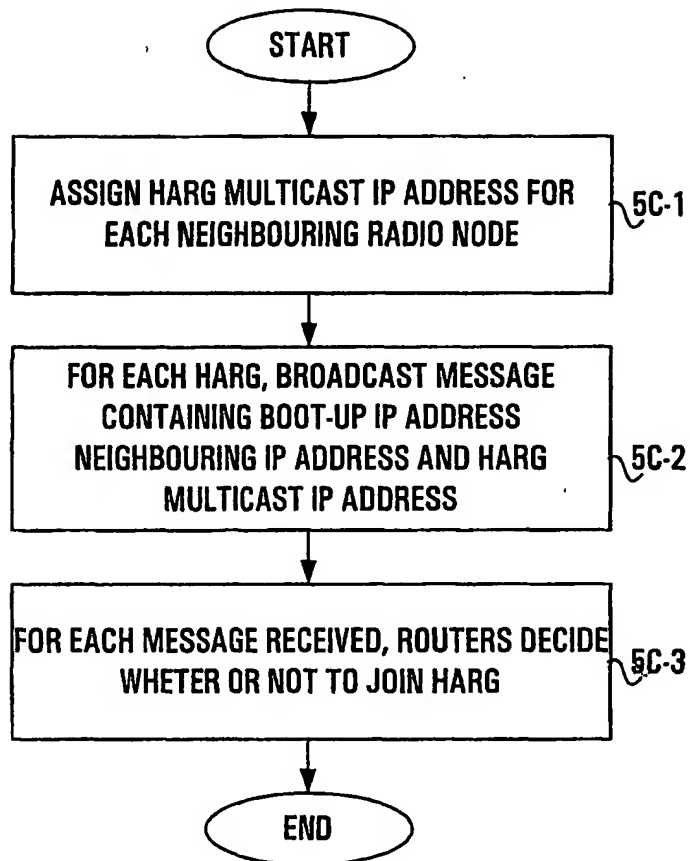 START
ASSIGN HARG MULTICAST IP ADDRESS FOR
EACH NEIGHBOURING RADIO NODE
5C-1
FOR EACH HARG, BROADCAST MESSAGE
CONTAINING BOOT-UP IP ADDRESS
NEIGHBOURING IP ADDRESS AND HARG
MULTICAST IP ADDRESS
5C-2
FOR EACH MESSAGE RECEIVED, ROUTERS DECIDE
WHETER OR NOT TO JOIN HARG
5C-3
END